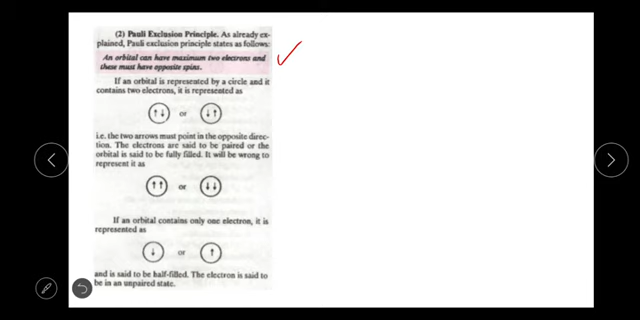 (2) Pauli Exclusion Principle. As already ex-
plained, Pauli exclusion principle states as follows:
An orbital can have maximum two electrons and
these must have opposite spins.
If an orbital is represented by a circle and it
contains two electrons, it is represented as
↑↓ or ↓↑
i.e. the two arrows must point in the opposite direc-
tion. The electrons are said to be paired or the
orbital is said to be fully filled. It will be wrong to
represent it as
↑↑ or ↓↓
If an orbital contains only one electron, it is
represented as
↓ or ↑
and is said to be half-filled. The electron is said to
be in an unpaired state.